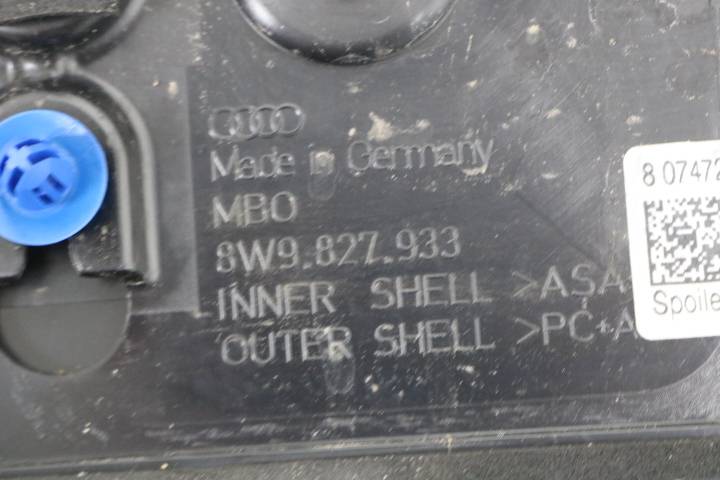 Made in Germany
MBO
8W9.827.933
INNER SHELL >ASA
OUTER SHELL >PC+A
8 07472
Spoile